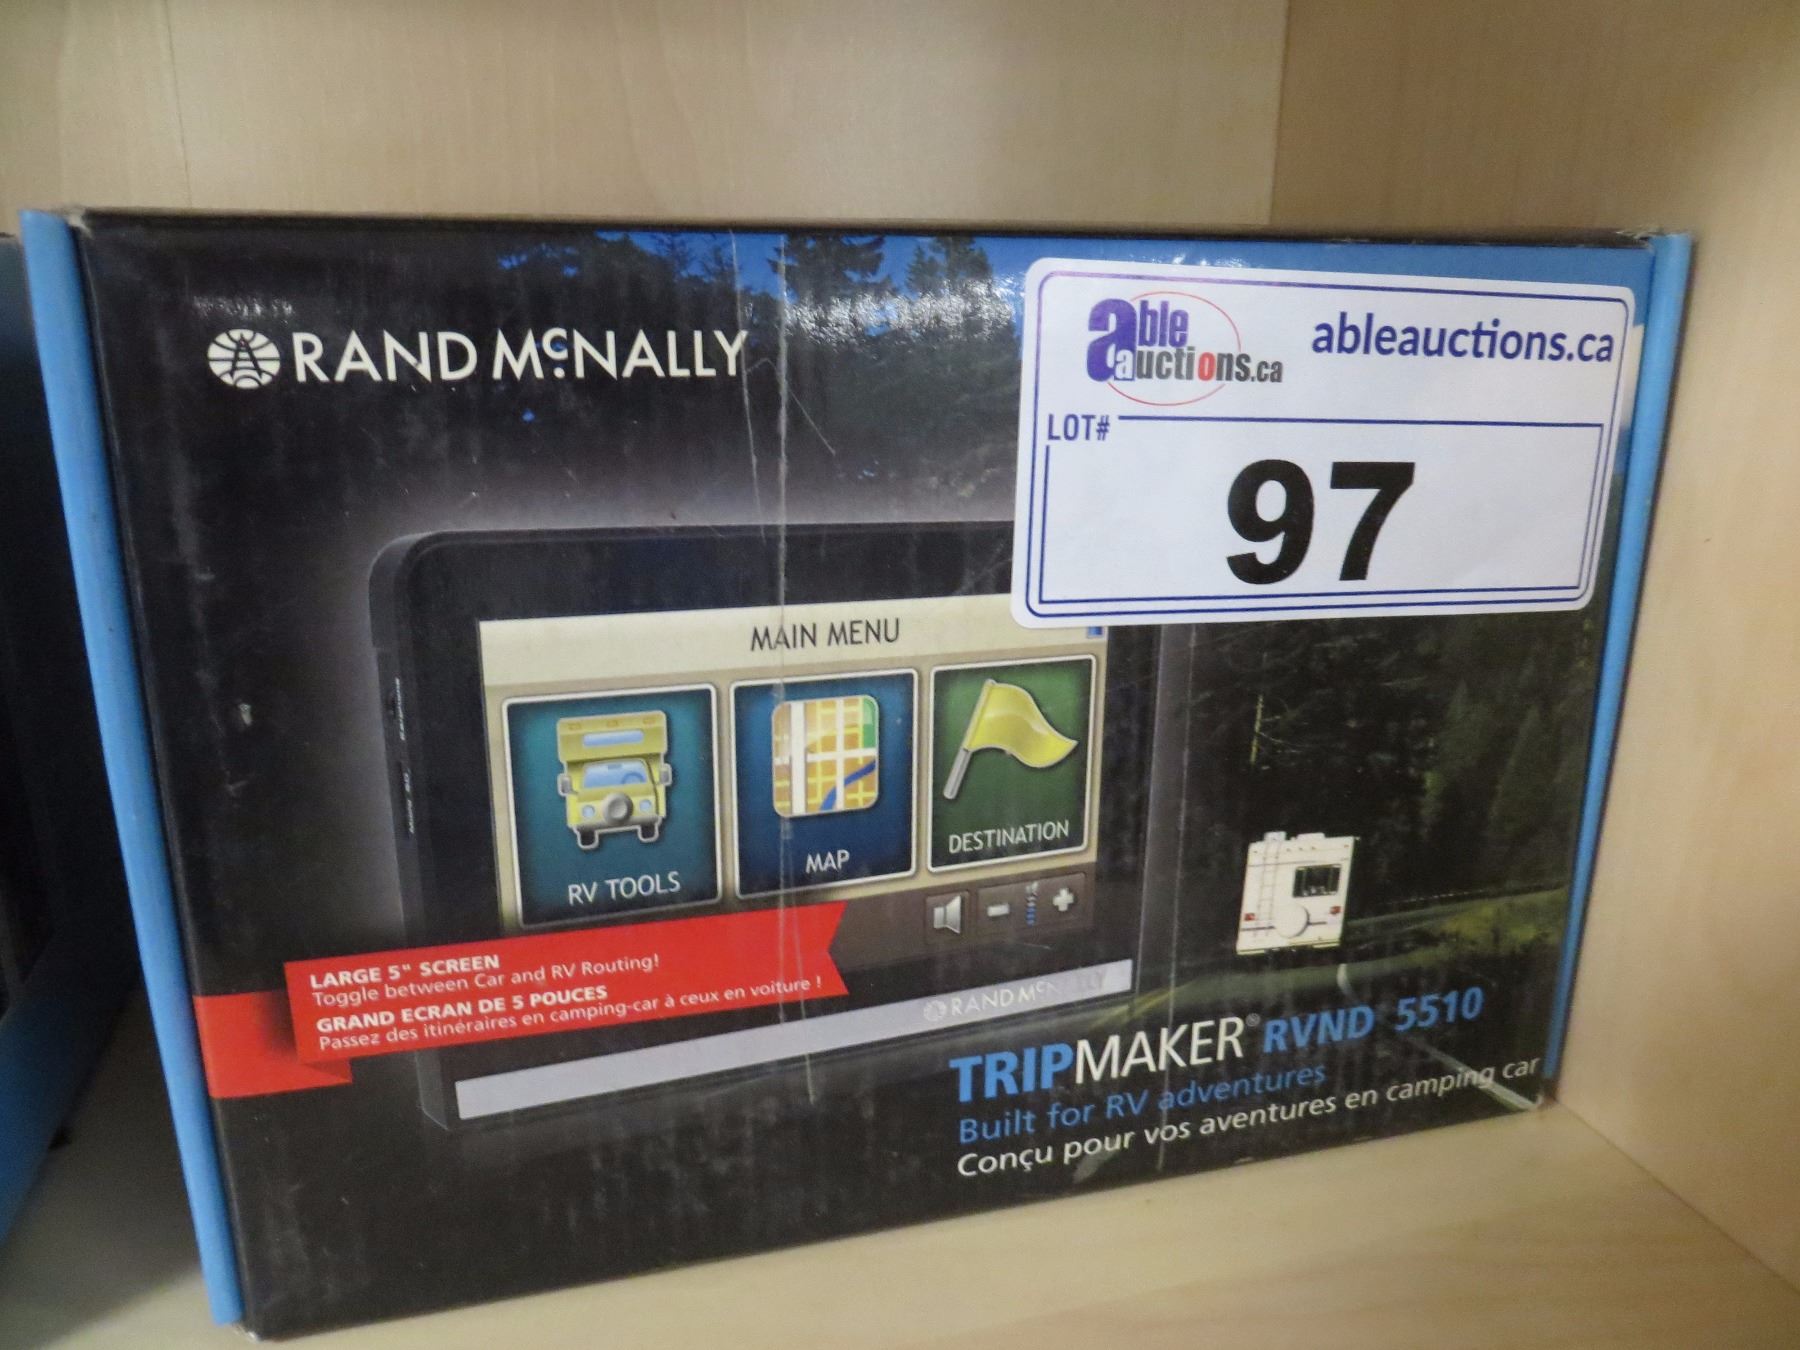 RAND McNALLY
able
auctions.ca
ableauctions.ca
LOT#
97
MAIN MENU
RV TOOLS
MAP
DESTINATION
LARGE 5" SCREEN
Toggle between Car and RV Routing!
GRAND ECRAN DE 5 POUCES
Passez des itinéraires en camping-car à ceux en voiture !
RAND McNALLY
TRIPMAKER® RVND 5510
Built for RV adventures
Conçu pour vos aventures en camping car